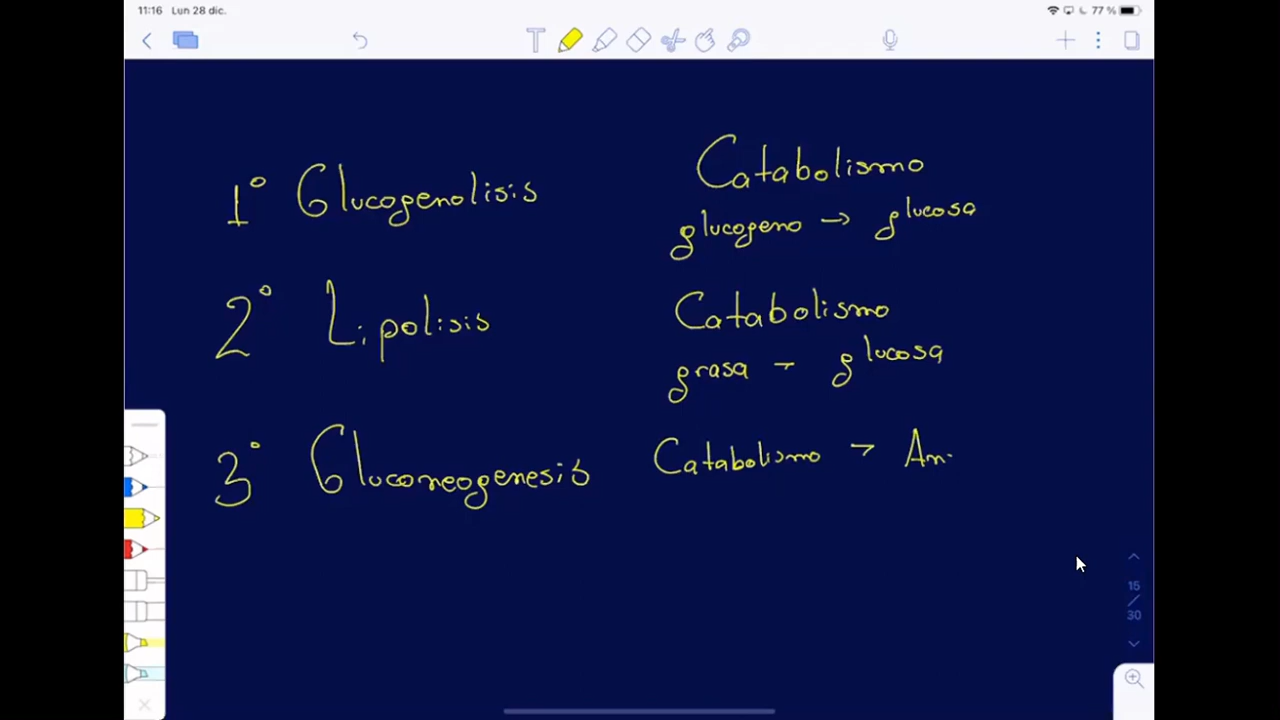 11:16 Lun 28 dic.
77 %
1° Glucogenolisis
Catabolismo
glucogeno → glucosa
2° Lipolisis
Catabolismo
grasa → glucosa
3° Gluconeogenesis
Catabolismo → Am
15
/
30